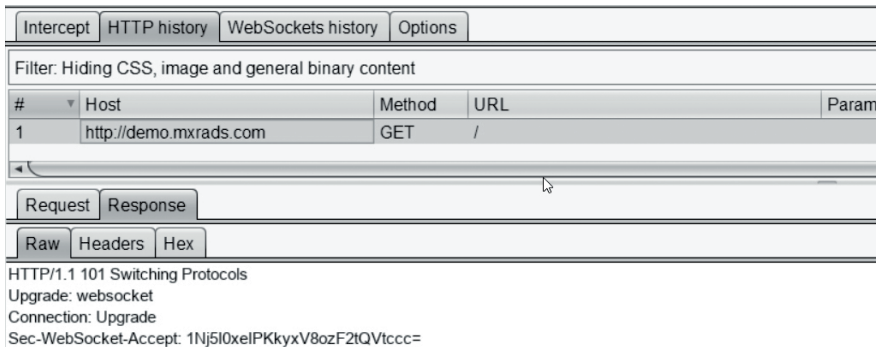 Intercept HTTP history WebSockets history Options
Filter: Hiding CSS, image and general binary content
# Host Method URL Param
1 http://demo.mxrads.com GET /
Request Response
Raw Headers Hex
HTTP/1.1 101 Switching Protocols
Upgrade: websocket
Connection: Upgrade
Sec-WebSocket-Accept: 1Nj5I0xeIPKkyxV8ozF2tQVtccc=